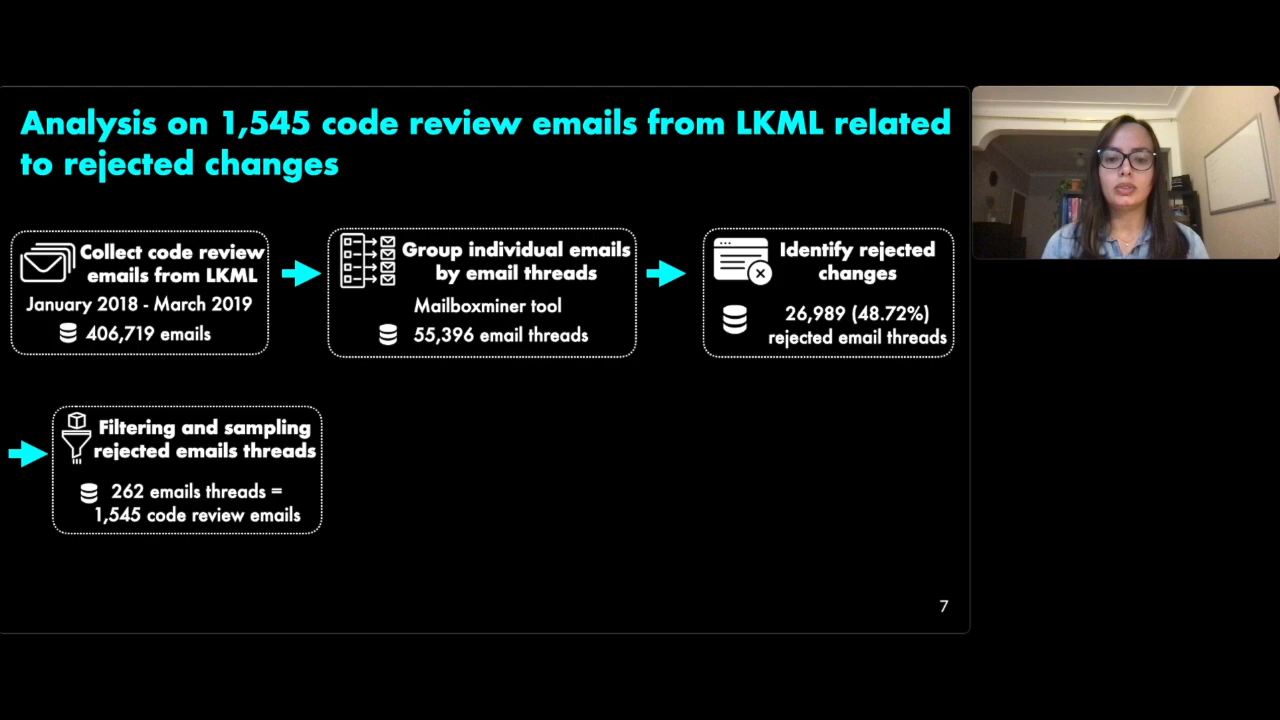 Analysis on 1,545 code review emails from LKML related
to rejected changes
Collect code review
emails from LKML
January 2018 - March 2019
406,719 emails
Group individual emails
by email threads
Mailboxminer tool
55,396 email threads
Identify rejected
changes
26,989 (48.72%)
rejected email threads
Filtering and sampling
rejected emails threads
262 emails threads =
1,545 code review emails
7